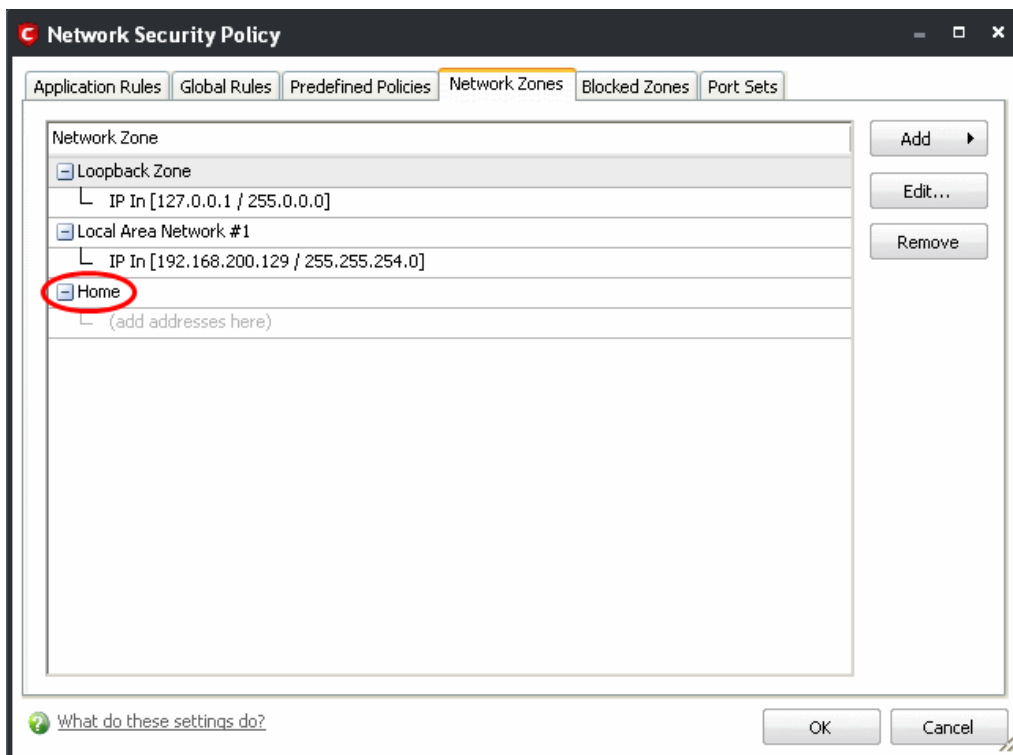 Network Security Policy
Application Rules Global Rules Predefined Policies Network Zones Blocked Zones Port Sets
Network Zone
Add
Loopback Zone
IP In [127.0.0.1 / 255.0.0.0]
Edit...
Local Area Network #1
Remove
IP In [192.168.200.129 / 255.255.254.0]
Home
(add addresses here)
What do these settings do?
OK Cancel